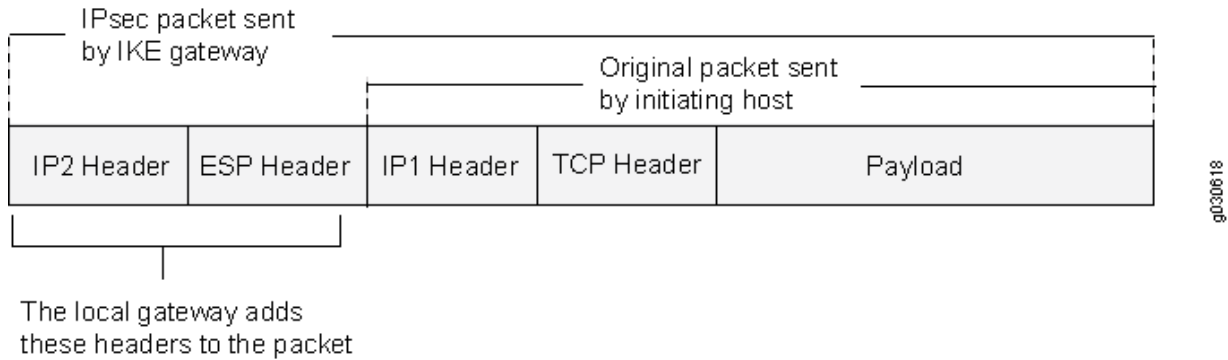 IPsec packet sent
by IKE gateway
Original packet sent
by initiating host
IP2 Header ESP Header IP1 Header TCP Header Payload
g030618
The local gateway adds
these headers to the packet